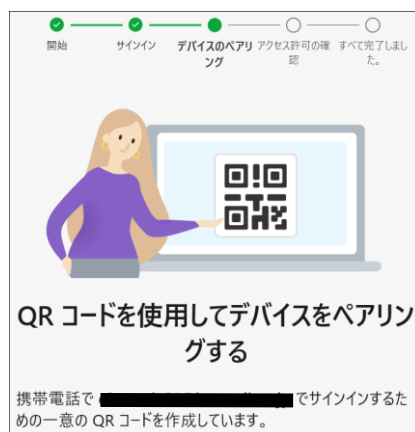 開始
サインイン
デバイスのペアリ
ング
アクセス許可の確
認
すべて完了しまし
た。
QR コードを使用してデバイスをペアリン
グする
携帯電話で でサインインするた
めの一意の QR コードを作成しています。